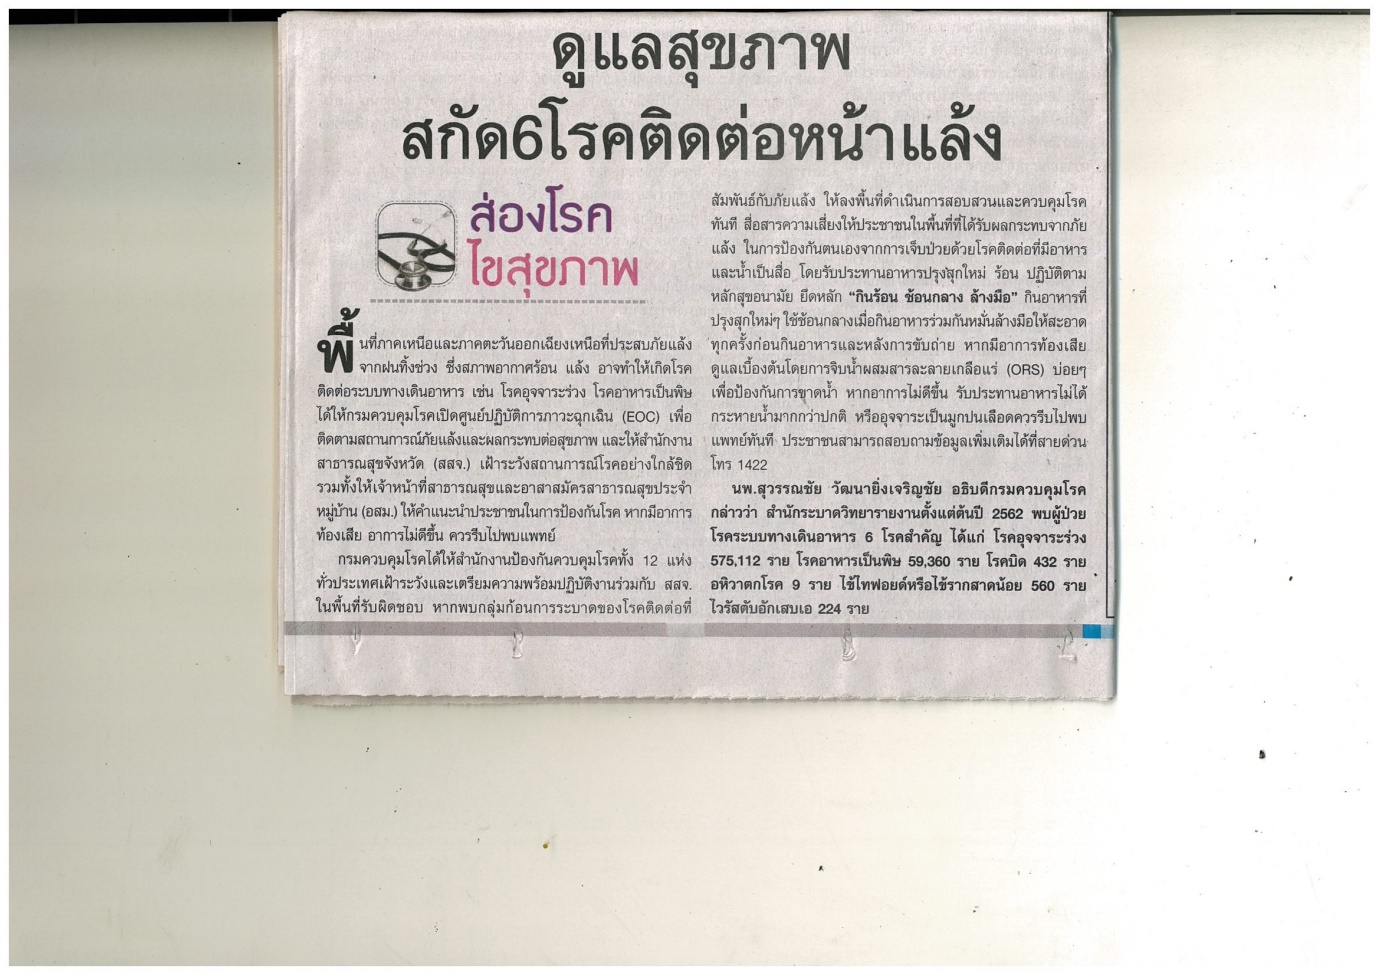 ดูแลสุขภาพ
สกัด6โรคติดต่อหน้าแล้ง
ส่องโรค
ไขสุขภาพ
พื้นที่ภาคเหนือและภาคตะวันออกเฉียงเหนือที่ประสบภัยแล้ง
จากฝนทิ้งช่วง ซึ่งสภาพอากาศร้อน แล้ง อาจทำให้เกิดโรค
ติดต่อระบบทางเดินอาหาร เช่น โรคอุจจาระร่วง โรคอาหารเป็นพิษ
ได้ให้กรมควบคุมโรคเปิดศูนย์ปฏิบัติการภาวะฉุกเฉิน (EOC) เพื่อ
ติดตามสถานการณ์ภัยแล้งและผลกระทบต่อสุขภาพ และให้สำนักงาน
สาธารณสุขจังหวัด (สสจ.) เฝ้าระวังสถานการณ์โรคอย่างใกล้ชิด
รวมทั้งให้เจ้าหน้าที่สาธารณสุขและอาสาสมัครสาธารณสุขประจำ
หมู่บ้าน (อสม.) ให้คำแนะนำประชาชนในการป้องกันโรค หากมีอาการ
ท้องเสีย อาการไม่ดีขึ้น ควรรีบไปพบแพทย์
กรมควบคุมโรคได้ให้สำนักงานป้องกันควบคุมโรคทั้ง 12 แห่ง
ทั่วประเทศเฝ้าระวังและเตรียมความพร้อมปฏิบัติงานร่วมกับ สสจ.
ในพื้นที่รับผิดชอบ หากพบกลุ่มก้อนการระบาดของโรคติดต่อที่
สัมพันธ์กับภัยแล้ง ให้ลงพื้นที่ดำเนินการสอบสวนและควบคุมโรค
ทันที สื่อสารความเสี่ยงให้ประชาชนในพื้นที่ที่ได้รับผลกระทบจากภัย
แล้ง ในการป้องกันตนเองจากการเจ็บป่วยด้วยโรคติดต่อที่มีอาหาร
และน้ำเป็นสื่อ โดยรับประทานอาหารปรุงสุกใหม่ ร้อน ปฏิบัติตาม
หลักสุขอนามัย ยึดหลัก “กินร้อน ช้อนกลาง ล้างมือ” กินอาหารที่
ปรุงสุกใหม่ๆ ใช้ช้อนกลางเมื่อกินอาหารร่วมกันหมั่นล้างมือให้สะอาด
ทุกครั้งก่อนกินอาหารและหลังการขับถ่าย หากมีอาการท้องเสีย
ดูแลเบื้องต้นโดยการจิบน้ำผสมสารละลายเกลือแร่ (ORS) บ่อยๆ
เพื่อป้องกันการขาดน้ำ หากอาการไม่ดีขึ้น รับประทานอาหารไม่ได้
กระหายน้ำมากกว่าปกติ หรืออุจจาระเป็นมูกปนเลือดควรรีบไปพบ
แพทย์ทันที ประชาชนสามารถสอบถามข้อมูลเพิ่มเติมได้ที่สายด่วน
โทร 1422
นพ.สุวรรณชัย วัฒนายิ่งเจริญชัย อธิบดีกรมควบคุมโรค
กล่าวว่า สำนักระบาดวิทยารายงานตั้งแต่ต้นปี 2562 พบผู้ป่วย
โรคระบบทางเดินอาหาร 6 โรคสำคัญ ได้แก่ โรคอุจจาระร่วง
575,112 ราย โรคอาหารเป็นพิษ 59,360 ราย โรคบิด 432 ราย
อหิวาตกโรค 9 ราย ไข้ไทฟอยด์หรือไข้รากสาดน้อย 560 ราย
ไวรัสตับอักเสบเอ 224 ราย